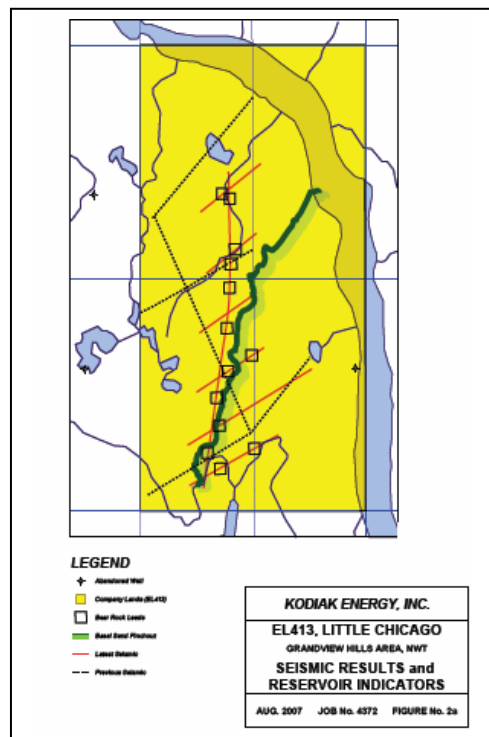 LEGEND
Abandoned Well
Company Lands (EL413)
Bear Rock Leads
Basal Sand Pinchout
Latest Seismic
Previous Seismic
KODIAK ENERGY, INC.
EL413, LITTLE CHICAGO
GRANDVIEW HILLS AREA, NWT
SEISMIC RESULTS and
RESERVOIR INDICATORS
AUG. 2007 JOB No. 4372 FIGURE No. 2a